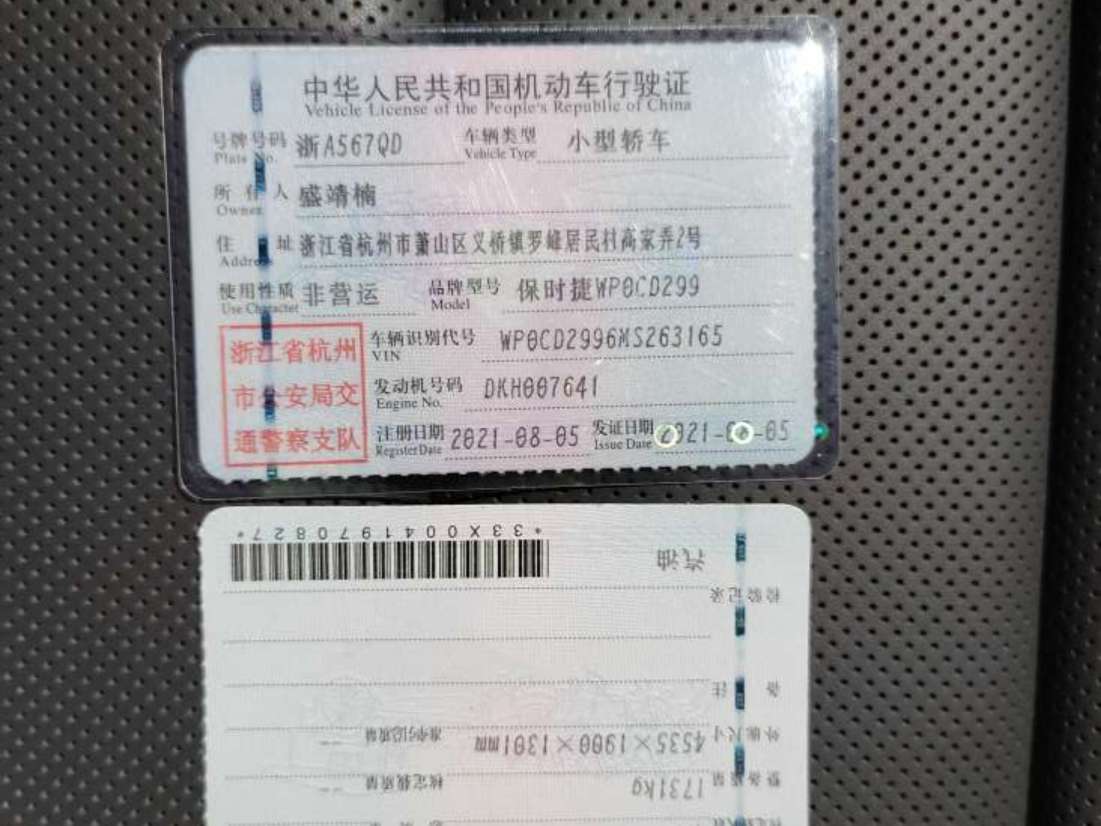 中华人民共和国机动车行驶证
Vehicle License of the People's Republic of China
号牌号码 浙A567QD 车辆类型 小型轿车
Plate No. Vehicle Type
所有人 盛靖楠
Owner
住址 浙江省杭州市萧山区义桥镇罗峰居民村高家弄2号
Address
使用性质 非营运 品牌型号 保时捷WP0CD299
Use Character Model
浙江省杭州
市公安局交
通警察支队
车辆识别代号 WP0CD2996MS263165
VIN
发动机号码 DKH007641
Engine No.
注册日期 2021-08-05 发证日期 2021-08-05
Register Date Issue Date
*33X00041970827*
汽油
检验记录
备注
外廓尺寸 4535×1900×1301mm 准牵引总质量 --
整备质量 1731kg 核定载质量 --